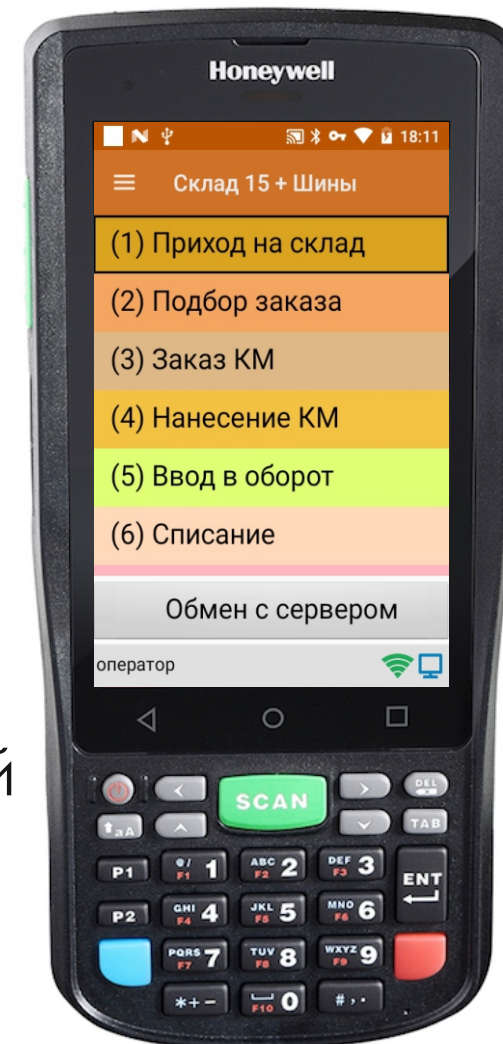 Honeywell
18:11
Склад 15 + Шины
(1) Приход на склад
(2) Подбор заказа
(3) Заказ КМ
(4) Нанесение КМ
(5) Ввод в оборот
(6) Списание
Обмен с сервером
оператор
й
SCAN DEL
aA TAB
P1 @/ F1 1 ABC F2 2 DEF F3 3 ENT
P2 GHI F4 4 JKL F5 5 MNO F6 6
PQRS F7 7 TUV F8 8 WXYZ F9 9
*+- F10 0 #,.